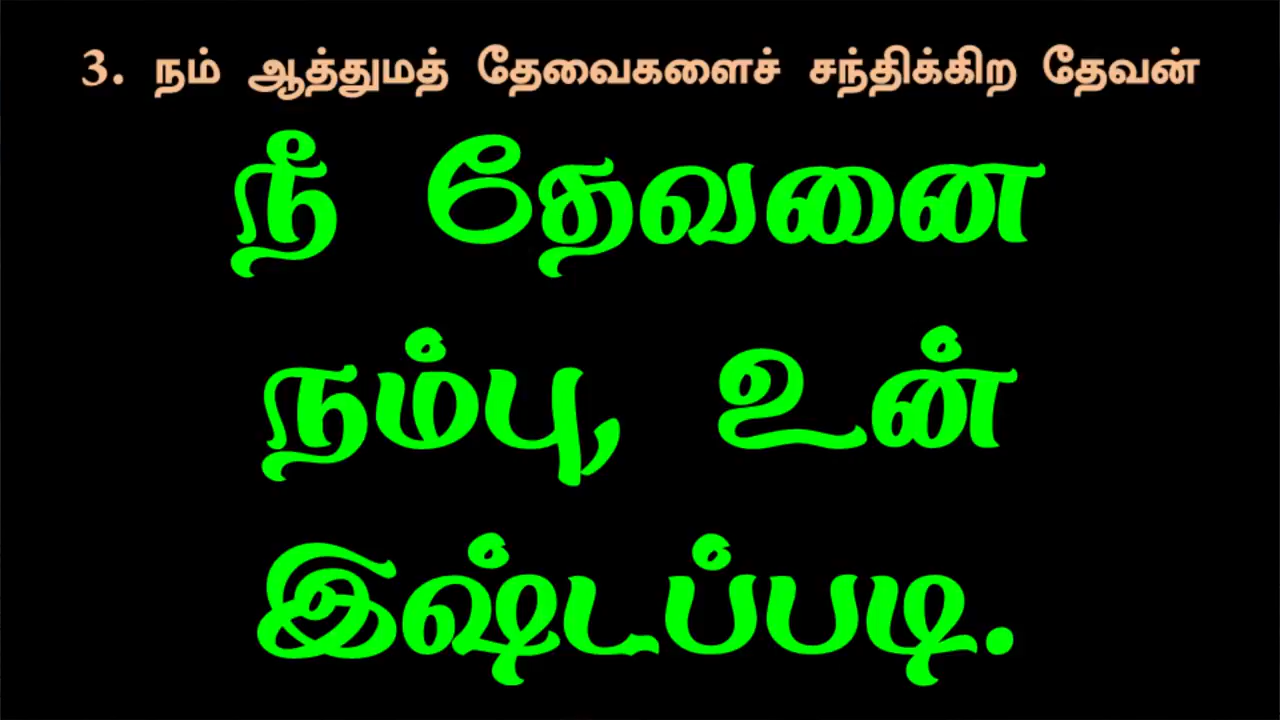 3. நம் ஆத்துமத் தேவைகளைச் சந்திக்கிற தேவன்
நீ தேவனை
நம்பு, உன்
இஷ்டப்படி.